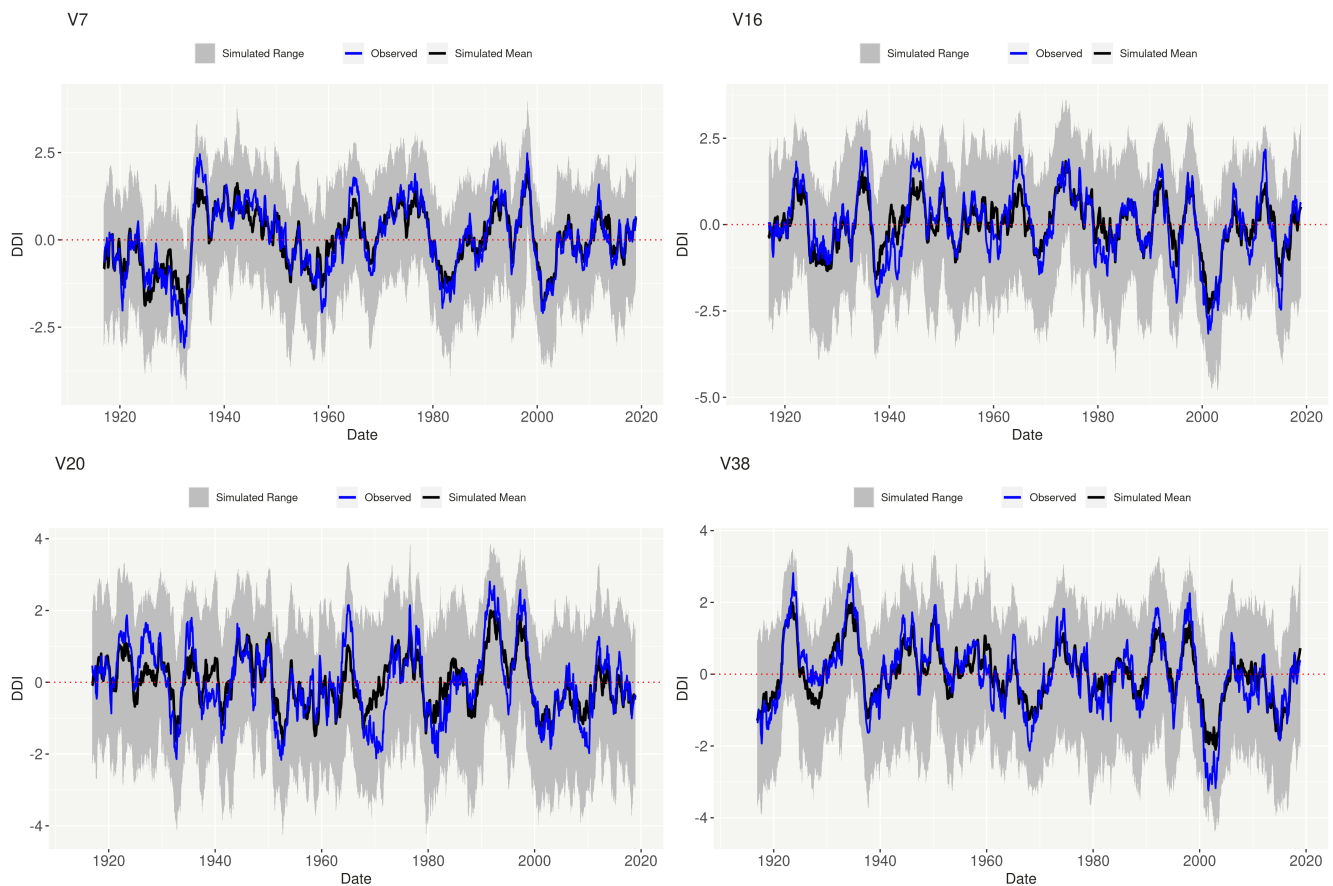 V7
Simulated Range Observed Simulated Mean
DDI
2.5
0.0
-2.5
1920 1940 1960 1980 2000 2020
Date
V16
Simulated Range Observed Simulated Mean
DDI
2.5
0.0
-2.5
-5.0
1920 1940 1960 1980 2000 2020
Date
V20
Simulated Range Observed Simulated Mean
DDI
4
2
0
-2
-4
1920 1940 1960 1980 2000 2020
Date
V38
Simulated Range Observed Simulated Mean
DDI
4
2
0
-2
-4
1920 1940 1960 1980 2000 2020
Date